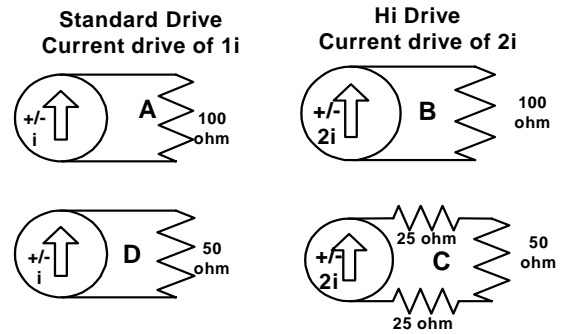 Standard Drive
Current drive of 1i
Hi Drive
Current drive of 2i
+/-
i
A
100
ohm
+/-
2i
B
100
ohm
+/-
i
D
50
ohm
+/-
2i
25 ohm
C
50
ohm
25 ohm